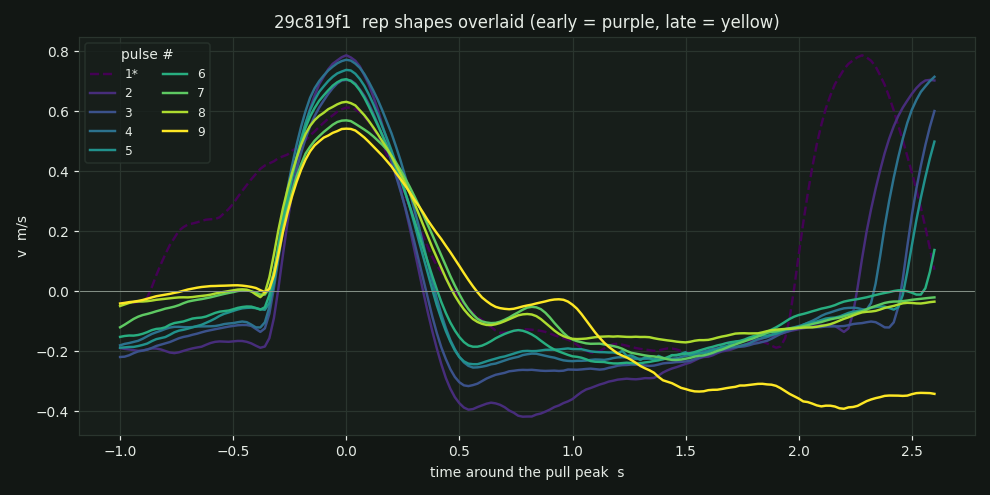 29c819f1  rep shapes overlaid (early = purple, late = yellow)
pulse #
1* 6
2 7
3 8
4 9
5
v  m/s
0.8
0.6
0.4
0.2
0.0
−0.2
−0.4
−1.0 −0.5 0.0 0.5 1.0 1.5 2.0 2.5
time around the pull peak  s